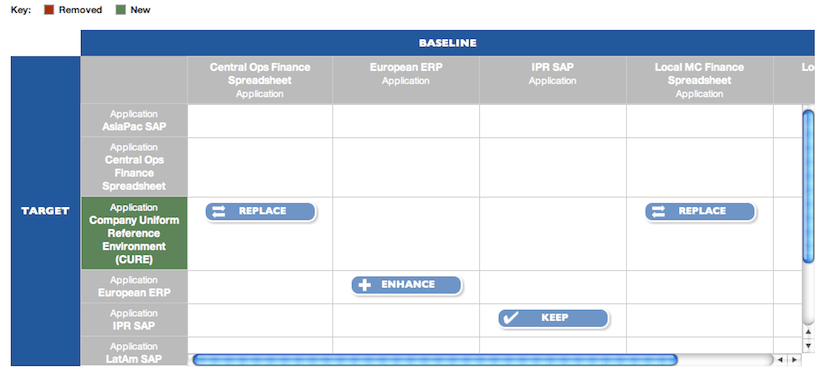 Key: Removed New
BASELINE
Central Ops Finance
Spreadsheet
Application
European ERP
Application
IPR SAP
Application
Local MC Finance
Spreadsheet
Application
Lo
TARGET
Application
AsiaPac SAP
Application
Central Ops
Finance
Spreadsheet
Application
Company Uniform
Reference
Environment
(CURE)
REPLACE
REPLACE
Application
European ERP
ENHANCE
Application
IPR SAP
KEEP
Application
LatAm SAP